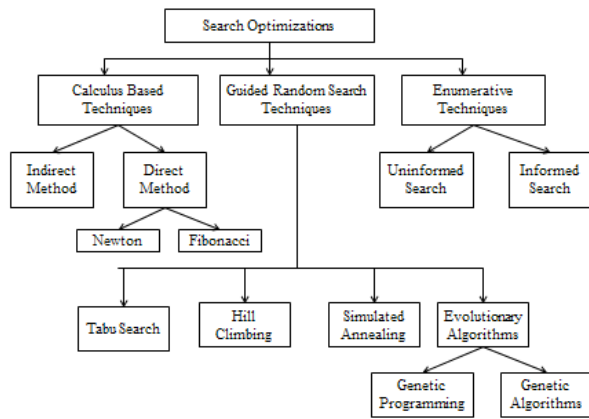 Search Optimizations
Calculus Based
Techniques
Guided Random Search
Techniques
Enumerative
Techniques
Indirect
Method
Direct
Method
Uninformed
Search
Informed
Search
Newton
Fibonacci
Tabu Search
Hill
Climbing
Simulated
Annealing
Evolutionary
Algorithms
Genetic
Programming
Genetic
Algorithms